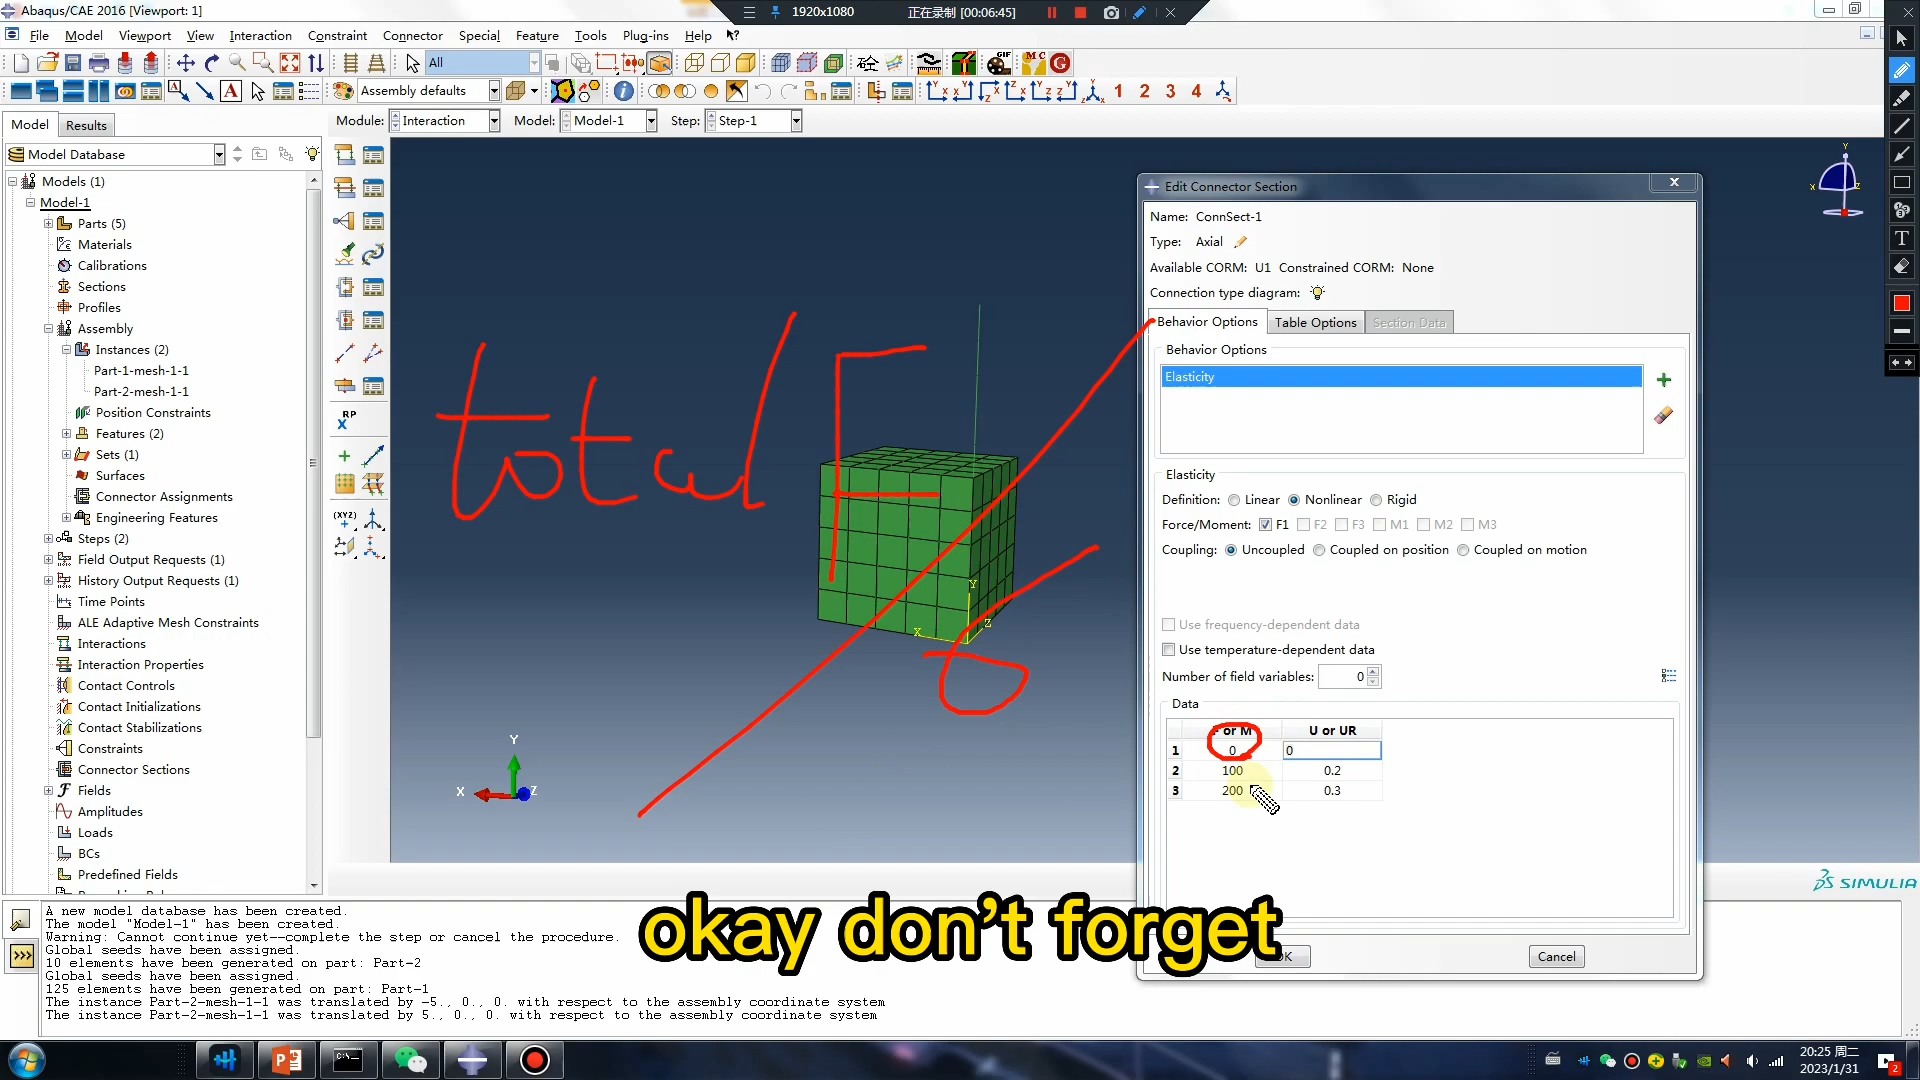 Abaqus/CAE 2016 [Viewport: 1]
1920x1080
正在录制 [00:06:45]
File Model Viewport View Interaction Constraint Connector Special Feature Tools Plug-ins Help
All
Assembly defaults
1 2 3 4
Model Results
Module: Interaction Model: Model-1 Step: Step-1
Model Database
Models (1)
Model-1
Parts (5)
Materials
Calibrations
Sections
Profiles
Assembly
Instances (2)
Part-1-mesh-1-1
Part-2-mesh-1-1
Position Constraints
Features (2)
Sets (1)
Surfaces
Connector Assignments
Engineering Features
Steps (2)
Field Output Requests (1)
History Output Requests (1)
Time Points
ALE Adaptive Mesh Constraints
Interactions
Interaction Properties
Contact Controls
Contact Initializations
Contact Stabilizations
Constraints
Connector Sections
Fields
Amplitudes
Loads
BCs
Predefined Fields
RP
(XYZ)
total F
Y
X
Z
Y
X
Z
Edit Connector Section
Name: ConnSect-1
Type: Axial
Available CORM: U1 Constrained CORM: None
Connection type diagram:
Behavior Options Table Options Section Data
Behavior Options
Elasticity
Elasticity
Definition: Linear Nonlinear Rigid
Force/Moment: F1 F2 F3 M1 M2 M3
Coupling: Uncoupled Coupled on position Coupled on motion
Use frequency-dependent data
Use temperature-dependent data
Number of field variables: 0
Data
F or M U or UR
1 0 0
2 100 0.2
3 200 0.3
OK Cancel
SIMULIA
okay don't forget
A new model database has been created.
The model "Model-1" has been created.
Warning: Cannot continue yet--complete the step or cancel the procedure.
Global seeds have been assigned.
10 elements have been generated on part: Part-2
Global seeds have been assigned.
125 elements have been generated on part: Part-1
The instance Part-2-mesh-1-1 was translated by -5., 0., 0. with respect to the assembly coordinate system
The instance Part-2-mesh-1-1 was translated by 5., 0., 0. with respect to the assembly coordinate system
20:25 周二
2023/1/31